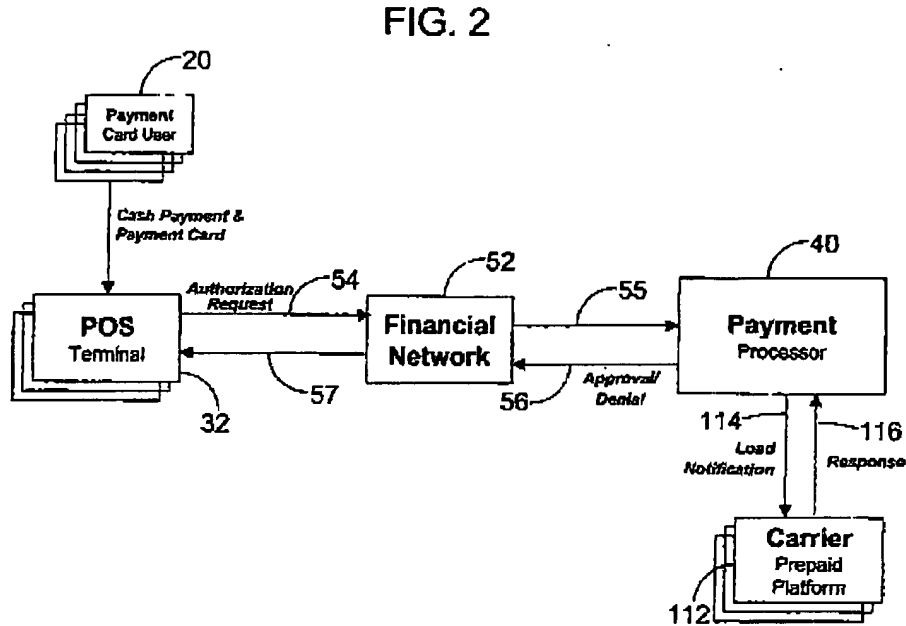 FIG. 2
20
Payment
Card User
Cash Payment &
Payment Card
54
Authorization
Request
52
55
40
POS
Terminal
Financial
Network
Payment
Processor
57
56
Approval/
Denial
32
114
116
Load
Notification
Response
Carrier
Prepaid
Platform
112